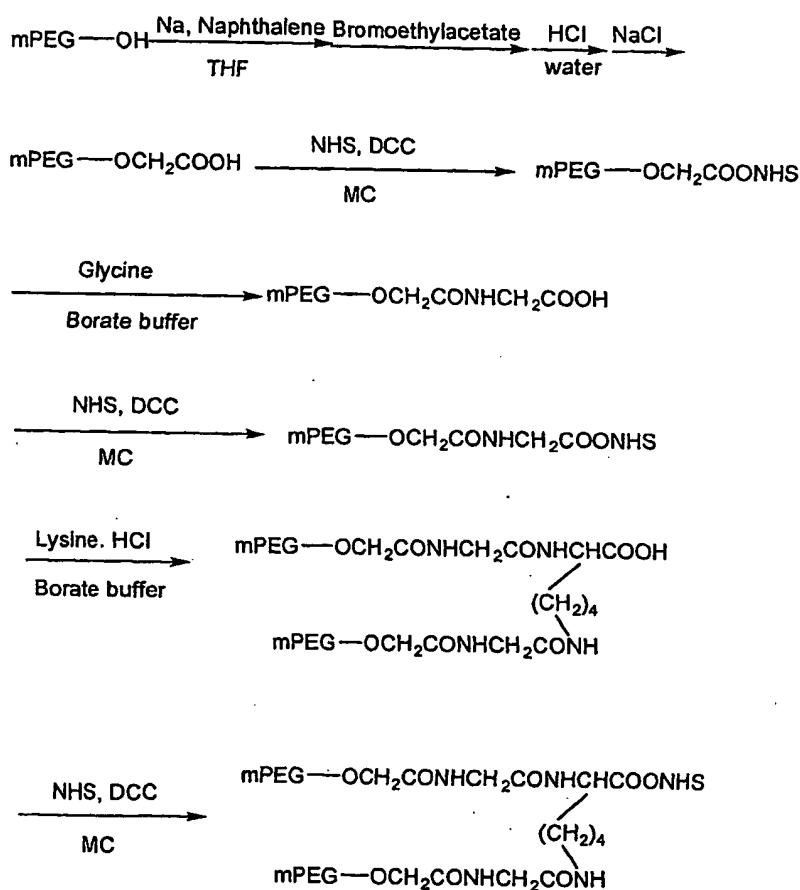 mPEG—OH Na, Naphthalene Bromoethylacetate HCl NaCl
THF water
mPEG—OCH₂COOH NHS, DCC mPEG—OCH₂COONHS
MC
Glycine
mPEG—OCH₂CONHCH₂COOH
Borate buffer
NHS, DCC
mPEG—OCH₂CONHCH₂COONHS
MC
Lysine. HCl
mPEG—OCH₂CONHCH₂CONHCHCOOH
Borate buffer
(CH₂)₄
mPEG—OCH₂CONHCH₂CONH
mPEG—OCH₂CONHCH₂CONHCHCOONHS
NHS, DCC
MC
(CH₂)₄
mPEG—OCH₂CONHCH₂CONH